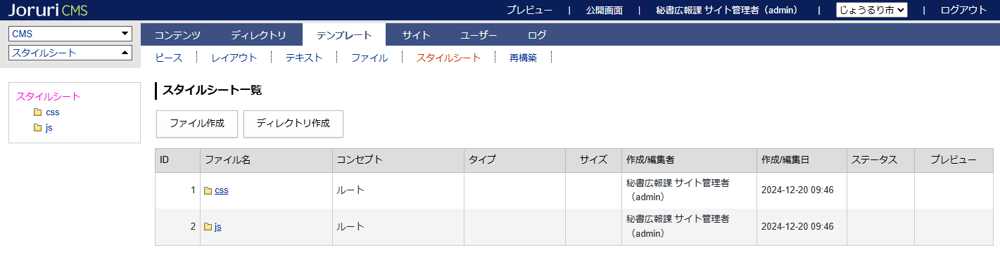 Joruri CMS プレビュー | 公開画面 | 秘書広報課 サイト管理者（admin） | じょうるり市 | ログアウト
CMS コンテンツ ディレクトリ テンプレート サイト ユーザー ログ
スタイルシート ピース レイアウト テキスト ファイル スタイルシート 再構築
スタイルシート
css
js
スタイルシート一覧
ファイル作成 ディレクトリ作成
ID ファイル名 コンセプト タイプ サイズ 作成/編集者 作成/編集日 ステータス プレビュー
1 css ルート 秘書広報課 サイト管理者 2024-12-20 09:46
（admin）
2 js ルート 秘書広報課 サイト管理者 2024-12-20 09:46
（admin）